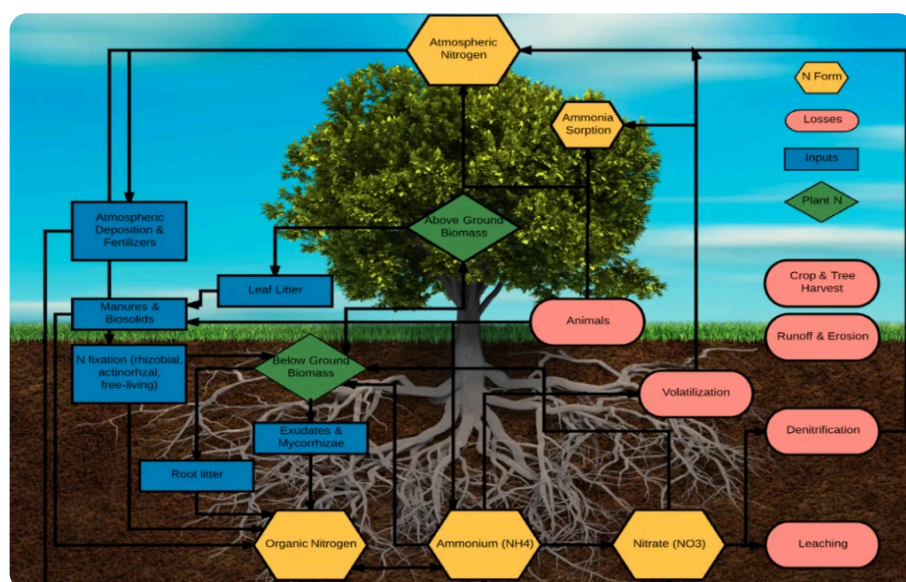 Atmospheric
Nitrogen
N Form
Ammonia
Sorption
Losses
Inputs
Plant N
Atmospheric
Deposition &
Fertilizers
Above Ground
Biomass
Leaf Litter
Crop & Tree
Harvest
Manures &
Biosolids
Animals
Runoff & Erosion
N fixation (rhizobial,
actinorhzal,
free-living)
Below Ground
Biomass
Volatilization
Exudates &
Mycorrhizae
Denitrification
Root litter
Organic Nitrogen
Ammonium (NH4)
Nitrate (NO3)
Leaching